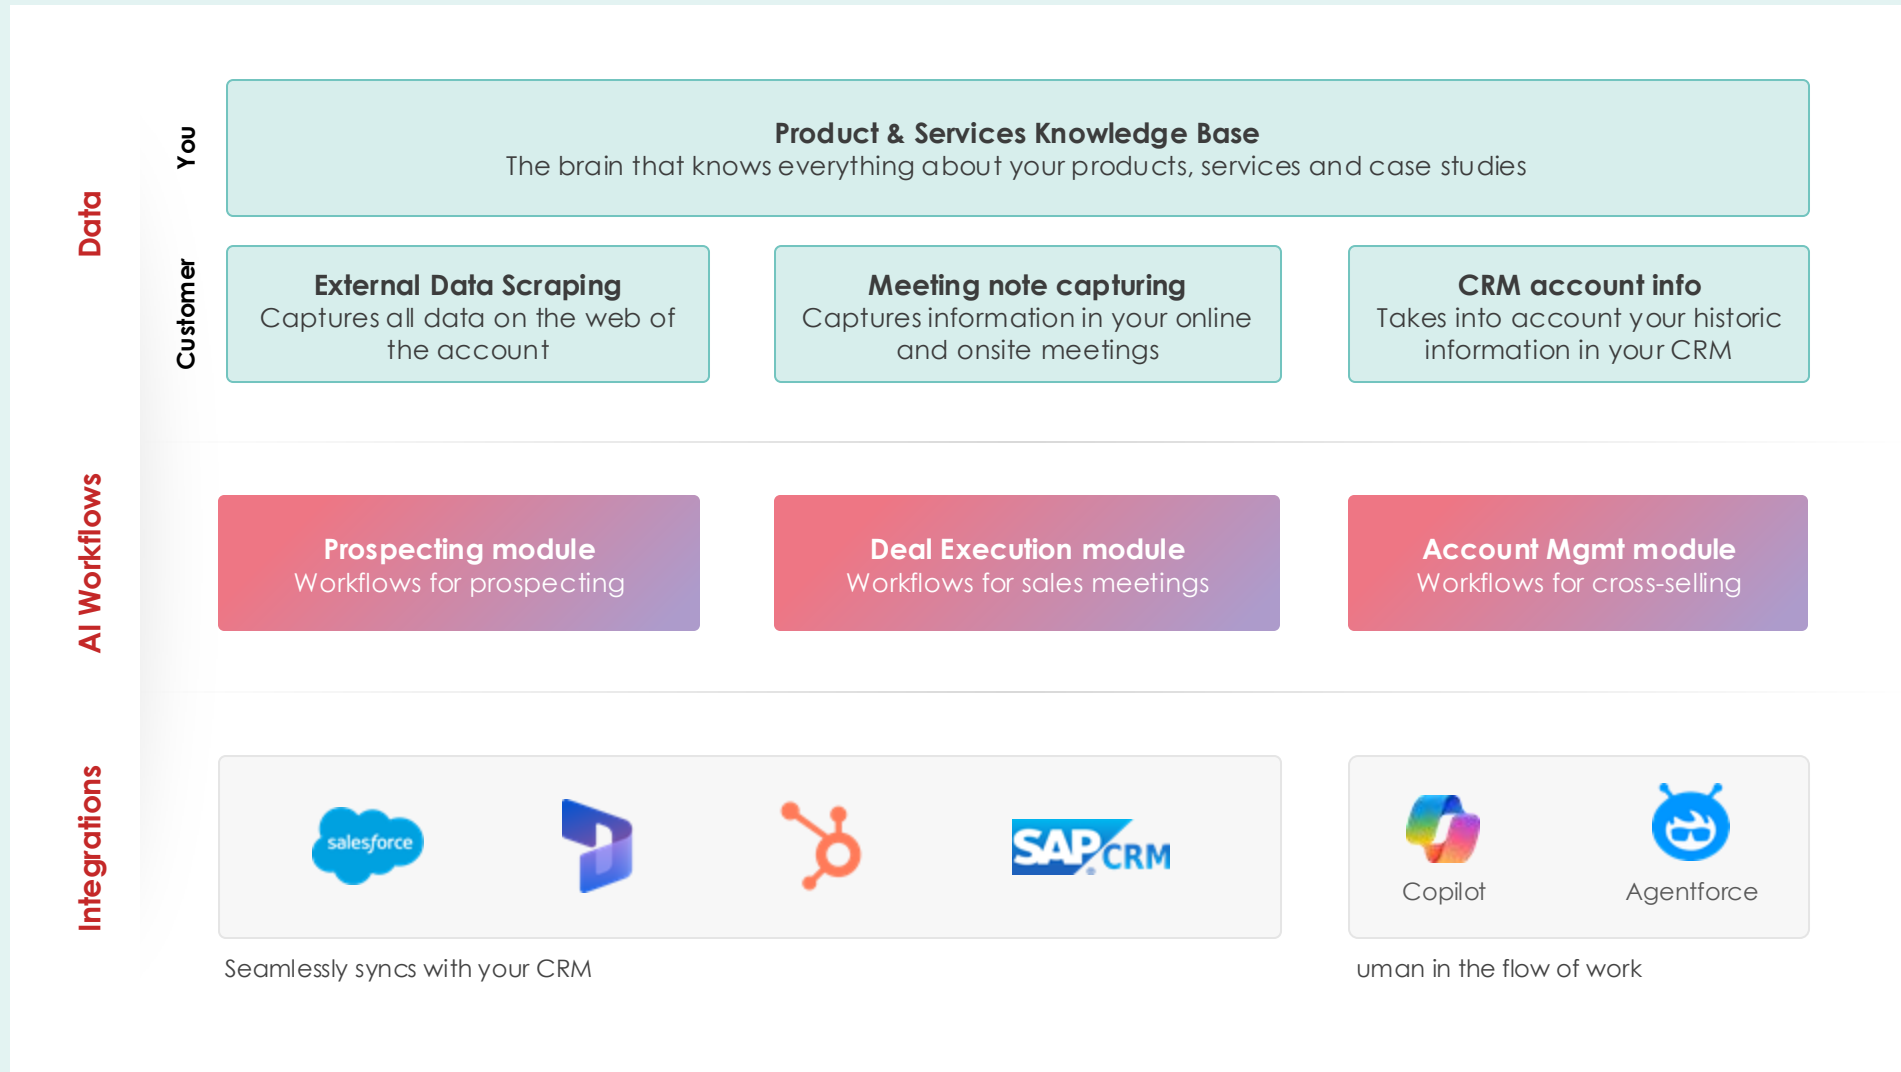 Data
You
Product & Services Knowledge Base
The brain that knows everything about your products, services and case studies
Customer
External Data Scraping
Captures all data on the web of
the account
Meeting note capturing
Captures information in your online
and onsite meetings
CRM account info
Takes into account your historic
information in your CRM
AI Workflows
Prospecting module
Workflows for prospecting
Deal Execution module
Workflows for sales meetings
Account Mgmt module
Workflows for cross-selling
Integrations
salesforce
SAP CRM
Copilot
Agentforce
Seamlessly syncs with your CRM
uman in the flow of work